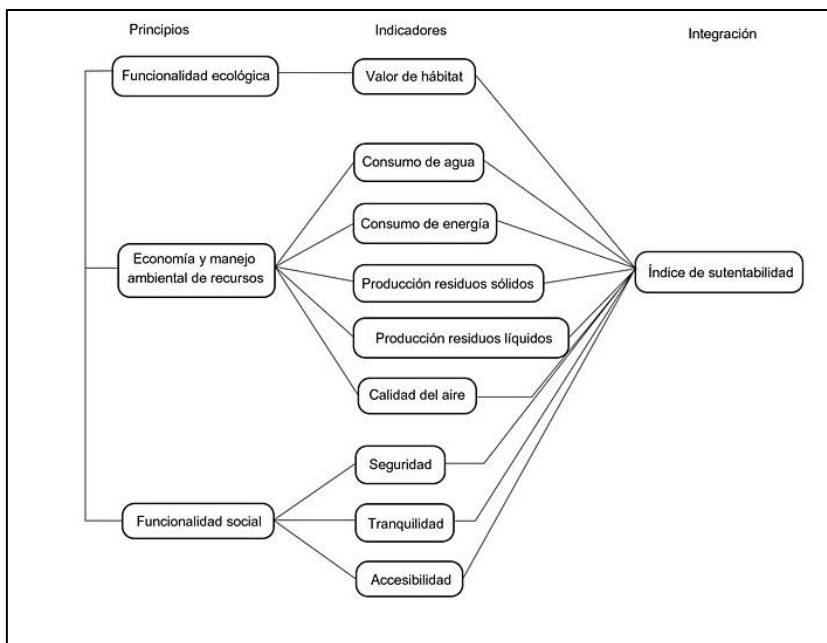 Principios
Indicadores
Integración
Funcionalidad ecológica
Valor de hábitat
Consumo de agua
Consumo de energía
Economía y manejo
ambiental de recursos
Producción residuos sólidos
Índice de sutentabilidad
Producción residuos líquidos
Calidad del aire
Seguridad
Funcionalidad social
Tranquilidad
Accesibilidad